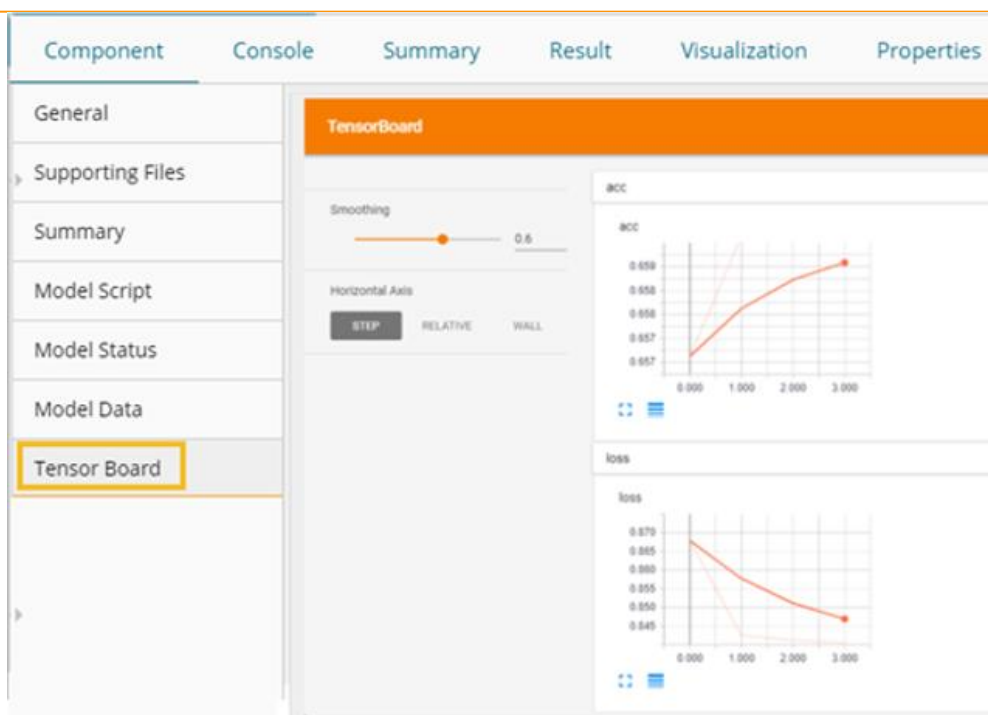 Component Console Summary Result Visualization Properties
General
Supporting Files
Summary
Model Script
Model Status
Model Data
Tensor Board
TensorBoard
Smoothing
0.6
Horizontal Axis
STEP RELATIVE WALL
acc
acc
0.659
0.658
0.658
0.657
0.657
0.000 1.000 2.000 3.000
loss
loss
0.870
0.865
0.860
0.855
0.850
0.845
0.000 1.000 2.000 3.000